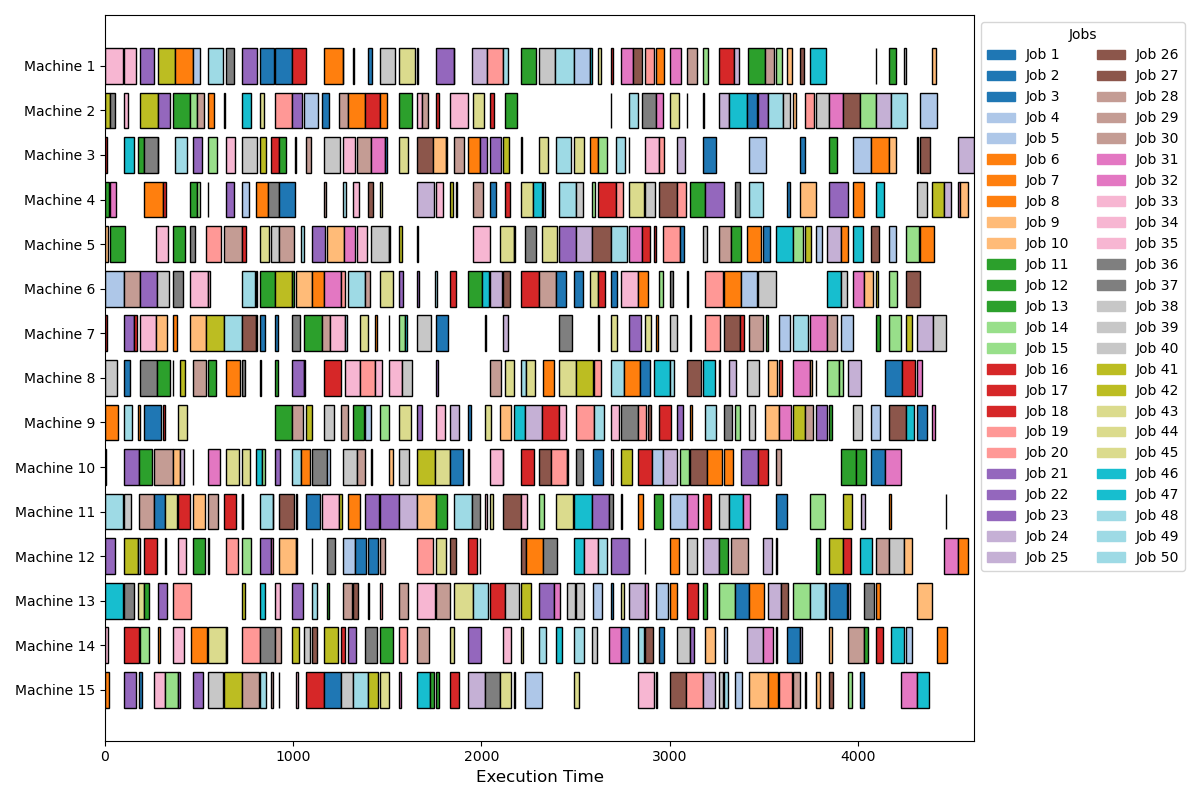 Machine 1
Machine 2
Machine 3
Machine 4
Machine 5
Machine 6
Machine 7
Machine 8
Machine 9
Machine 10
Machine 11
Machine 12
Machine 13
Machine 14
Machine 15
0 1000 2000 3000 4000
Execution Time
Jobs
Job 1 Job 26
Job 2 Job 27
Job 3 Job 28
Job 4 Job 29
Job 5 Job 30
Job 6 Job 31
Job 7 Job 32
Job 8 Job 33
Job 9 Job 34
Job 10 Job 35
Job 11 Job 36
Job 12 Job 37
Job 13 Job 38
Job 14 Job 39
Job 15 Job 40
Job 16 Job 41
Job 17 Job 42
Job 18 Job 43
Job 19 Job 44
Job 20 Job 45
Job 21 Job 46
Job 22 Job 47
Job 23 Job 48
Job 24 Job 49
Job 25 Job 50